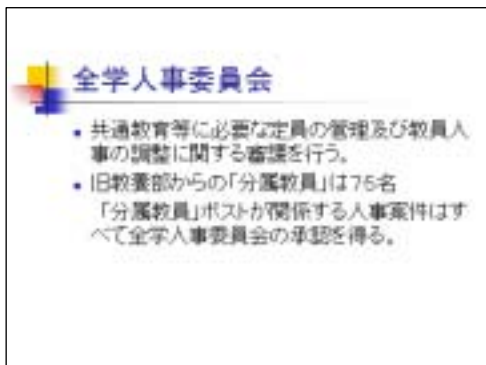 全学人事委員会
共通教育等に必要な定員の管理及び教員人
事の調整に関する審議を行う。
旧教養部からの「分属教員」は76名
「分属教員」ポストが関係する人事案件はす
べて全学人事委員会の承認を得る。